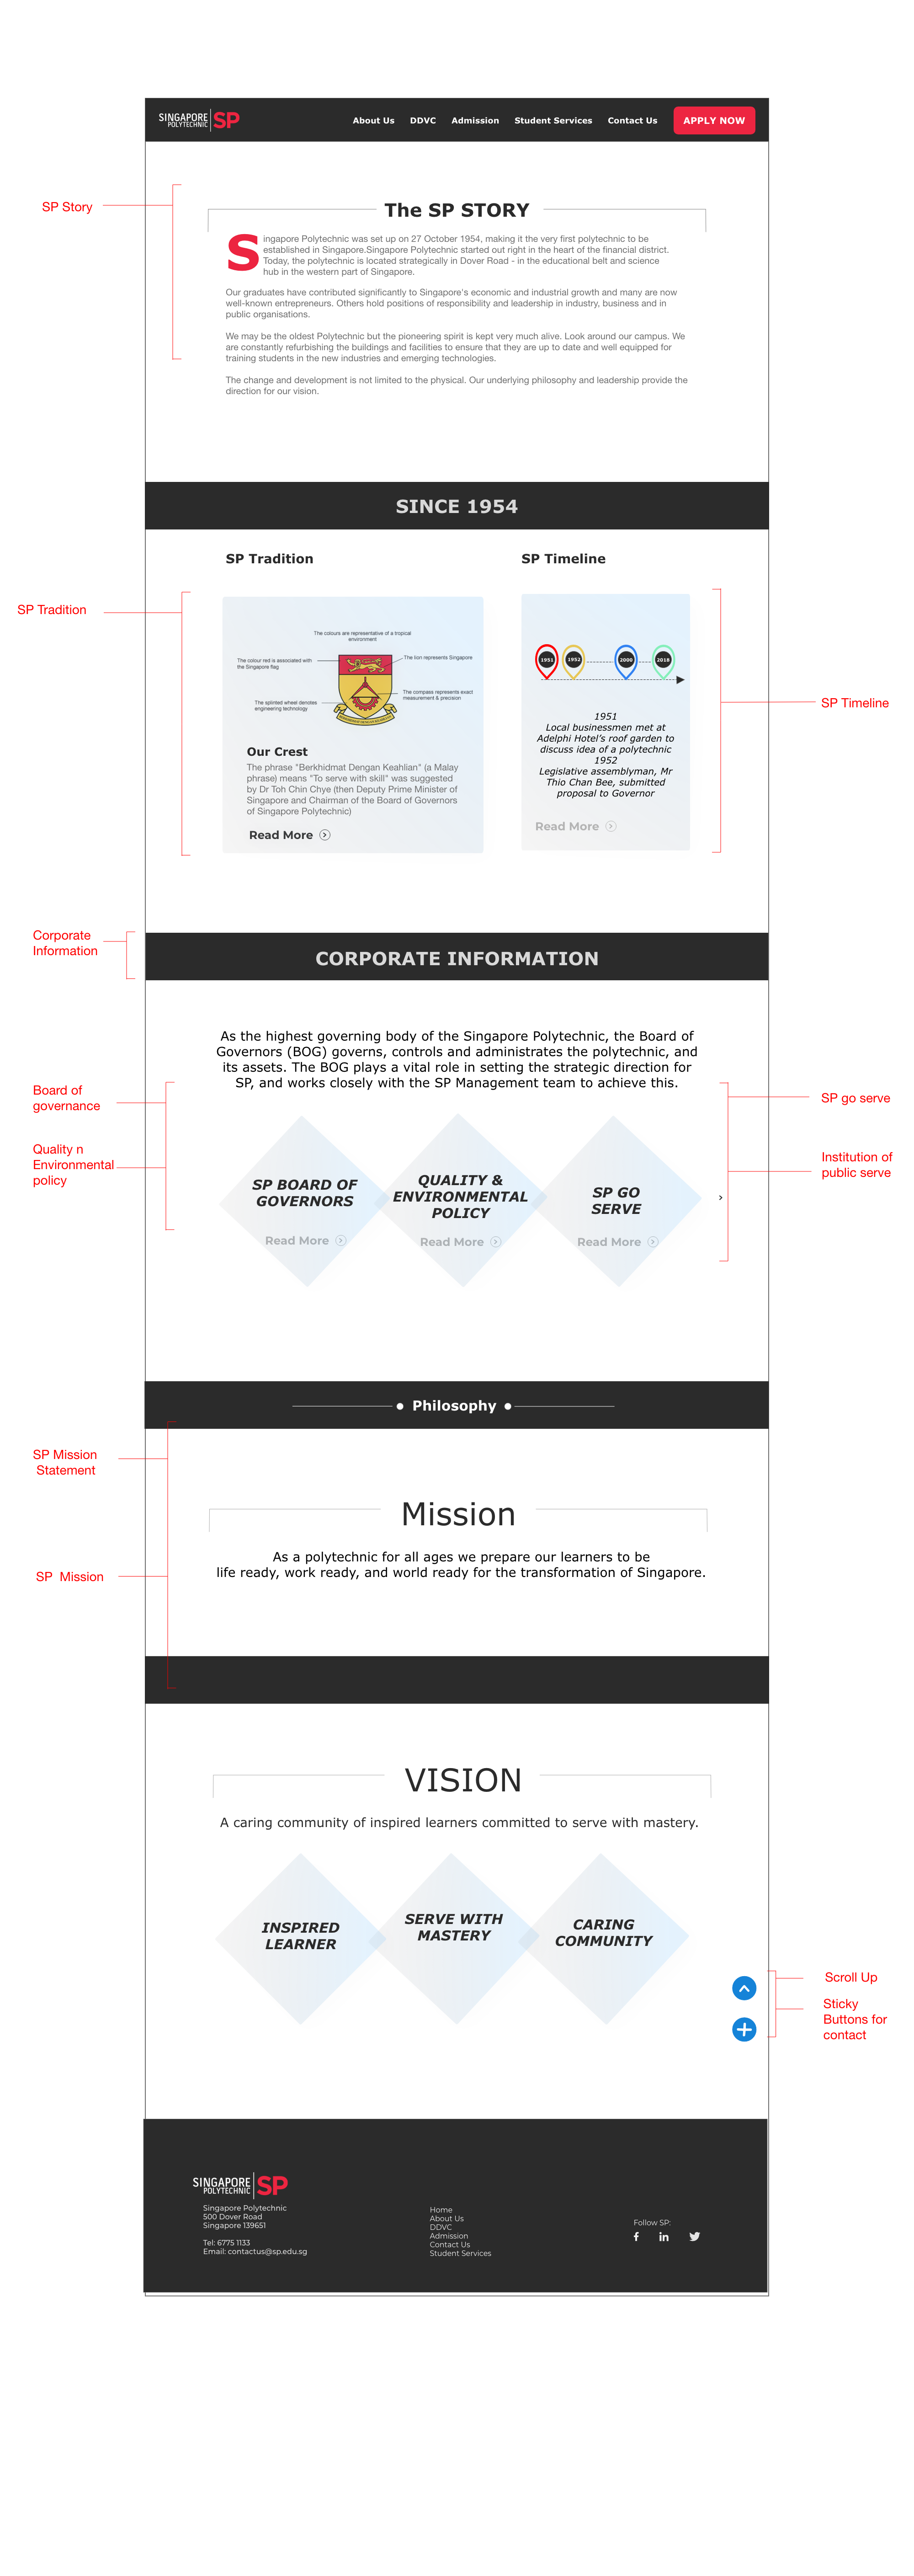 SINGAPORE
POLYTECHNIC
SP
About Us
DDVC
Admission
Student Services
Contact Us
APPLY NOW
SP Story
The SP STORY
Singapore Polytechnic was set up on 27 October 1954, making it the very first polytechnic to be
established in Singapore.Singapore Polytechnic started out right in the heart of the financial district.
Today, the polytechnic is located strategically in Dover Road - in the educational belt and science
hub in the western part of Singapore.
Our graduates have contributed significantly to Singapore's economic and industrial growth and many are now
well-known entrepreneurs. Others hold positions of responsibility and leadership in industry, business and in
public organisations.
We may be the oldest Polytechnic but the pioneering spirit is kept very much alive. Look around our campus. We
are constantly refurbishing the buildings and facilities to ensure that they are up to date and well equipped for
training students in the new industries and emerging technologies.
The change and development is not limited to the physical. Our underlying philosophy and leadership provide the
direction for our vision.
SINCE 1954
SP Tradition
SP Timeline
SP Tradition
The colours are representative of a tropical
environment
The colour red is associated with
the Singapore flag
The lion represents Singapore
The compass represents exact
measurement & precision
The splinted wheel denotes
engineering technology
Our Crest
The phrase "Berkhidmat Dengan Keahlian" (a Malay
phrase) means "To serve with skill" was suggested
by Dr Toh Chin Chye (then Deputy Prime Minister of
Singapore and Chairman of the Board of Governors
of Singapore Polytechnic)
Read More
1951
1952
2000
2018
1951
Local businessmen met at
Adelphi Hotel's roof garden to
discuss idea of a polytechnic
1952
Legislative assemblyman, Mr
Thio Chan Bee, submitted
proposal to Governor
Read More
SP Timeline
Corporate
Information
CORPORATE INFORMATION
As the highest governing body of the Singapore Polytechnic, the Board of
Governors (BOG) governs, controls and administrates the polytechnic, and
its assets. The BOG plays a vital role in setting the strategic direction for
SP, and works closely with the SP Management team to achieve this.
Board of
governance
Quality n
Environmental
policy
SP go serve
Institution of
public serve
SP BOARD OF
GOVERNORS
Read More
QUALITY &
ENVIRONMENTAL
POLICY
Read More
SP GO
SERVE
Read More
Philosophy
SP Mission
Statement
Mission
As a polytechnic for all ages we prepare our learners to be
life ready, work ready, and world ready for the transformation of Singapore.
SP  Mission
VISION
A caring community of inspired learners committed to serve with mastery.
INSPIRED
LEARNER
SERVE WITH
MASTERY
CARING
COMMUNITY
Scroll Up
Sticky
Buttons for
contact
SINGAPORE
POLYTECHNIC
SP
Singapore Polytechnic
500 Dover Road
Singapore 139651
Tel: 6775 1133
Email: contactus@sp.edu.sg
Home
About Us
DDVC
Admission
Contact Us
Student Services
Follow SP: